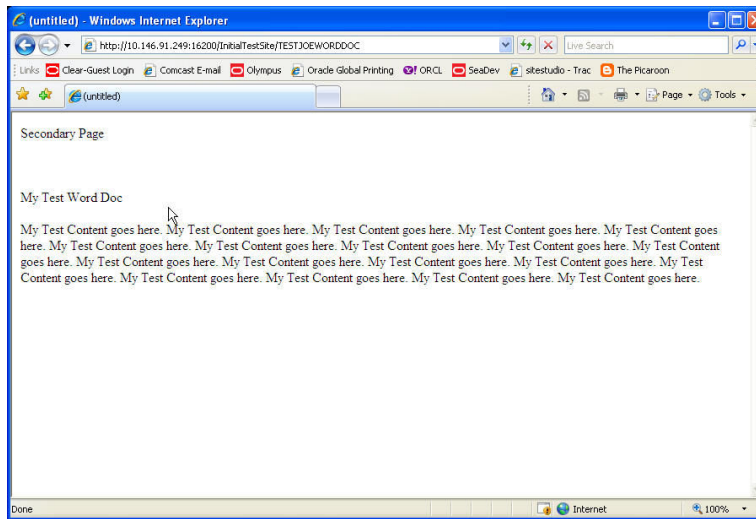 (untitled) - Windows Internet Explorer
http://10.146.91.249:16200/InitialTestSite/TESTJOEWORDDOC Live Search
Links Clear-Guest Login Comcast E-mail Olympus Oracle Global Printing ORCL SeaDev sitestudio - Trac The Picaroon
(untitled) Page Tools
Secondary Page
My Test Word Doc
My Test Content goes here. My Test Content goes here. My Test Content goes here. My Test Content goes here. My Test Content goes
here. My Test Content goes here. My Test Content goes here. My Test Content goes here. My Test Content goes here. My Test Content
goes here. My Test Content goes here. My Test Content goes here. My Test Content goes here. My Test Content goes here. My Test
Content goes here. My Test Content goes here. My Test Content goes here. My Test Content goes here. My Test Content goes here.
Done Internet 100%